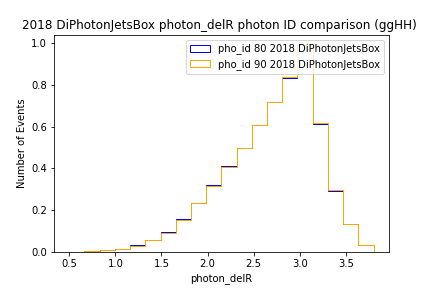 2018 DiPhotonJetsBox photon_delR photon ID comparison (ggHH)
pho_id 80 2018 DiPhotonJetsBox
pho_id 90 2018 DiPhotonJetsBox
Number of Events
1.0
0.8
0.6
0.4
0.2
0.0
0.5 1.0 1.5 2.0 2.5 3.0 3.5
photon_delR